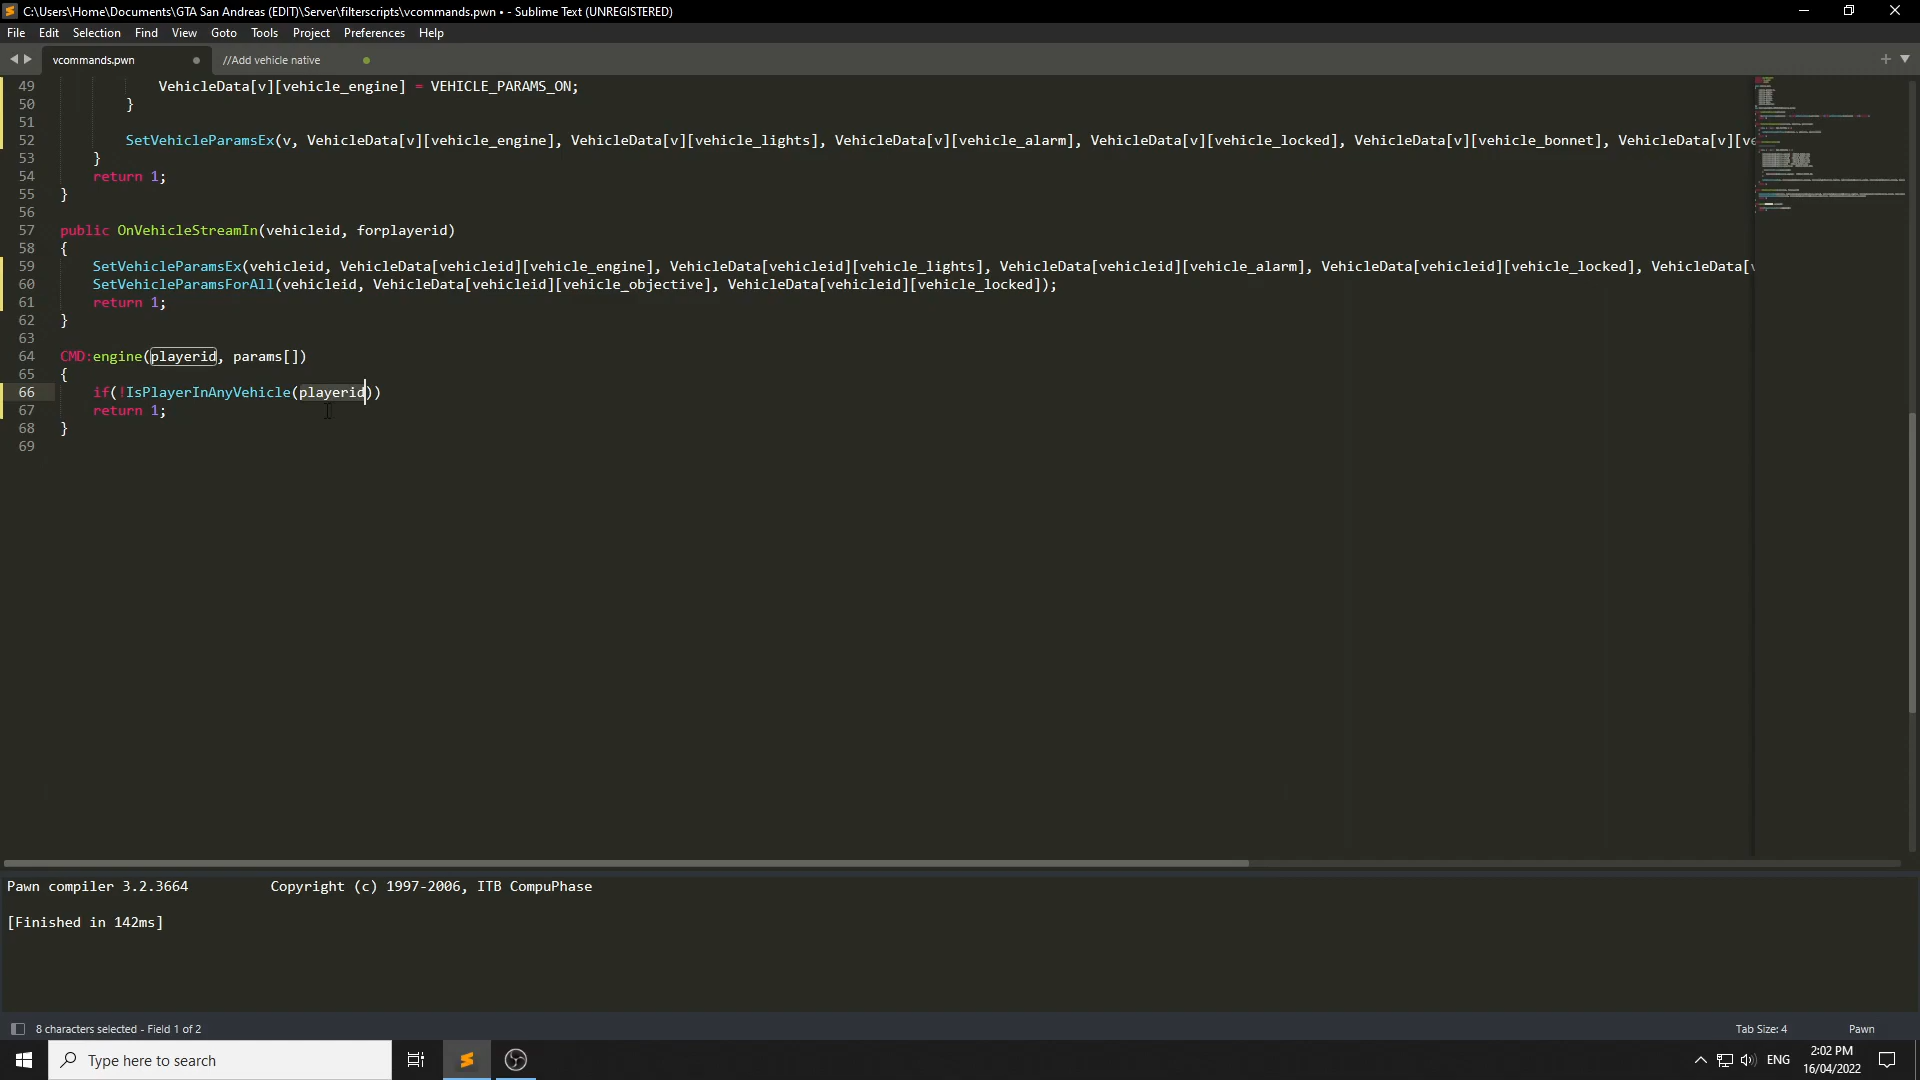 C:\Users\Home\Documents\GTA San Andreas (EDIT)\Server\filterscripts\vcommands.pwn • - Sublime Text (UNREGISTERED)
File Edit Selection Find View Goto Tools Project Preferences Help
vcommands.pwn //Add vehicle native
49 VehicleData[v][vehicle_engine] = VEHICLE_PARAMS_ON;
50 }
51
52 SetVehicleParamsEx(v, VehicleData[v][vehicle_engine], VehicleData[v][vehicle_lights], VehicleData[v][vehicle_alarm], VehicleData[v][vehicle_locked], VehicleData[v][vehicle_bonnet], VehicleData[v][ve
53 }
54 return 1;
55 }
56
57 public OnVehicleStreamIn(vehicleid, forplayerid)
58 {
59 SetVehicleParamsEx(vehicleid, VehicleData[vehicleid][vehicle_engine], VehicleData[vehicleid][vehicle_lights], VehicleData[vehicleid][vehicle_alarm], VehicleData[vehicleid][vehicle_locked], VehicleData[v
60 SetVehicleParamsForAll(vehicleid, VehicleData[vehicleid][vehicle_objective], VehicleData[vehicleid][vehicle_locked]);
61 return 1;
62 }
63
64 CMD:engine(playerid, params[])
65 {
66 if(!IsPlayerInAnyVehicle(playerid))
67 return 1;
68 }
69
Pawn compiler 3.2.3664 Copyright (c) 1997-2006, ITB CompuPhase
[Finished in 142ms]
8 characters selected - Field 1 of 2 Tab Size: 4 Pawn
Type here to search ENG 2:02 PM
16/04/2022